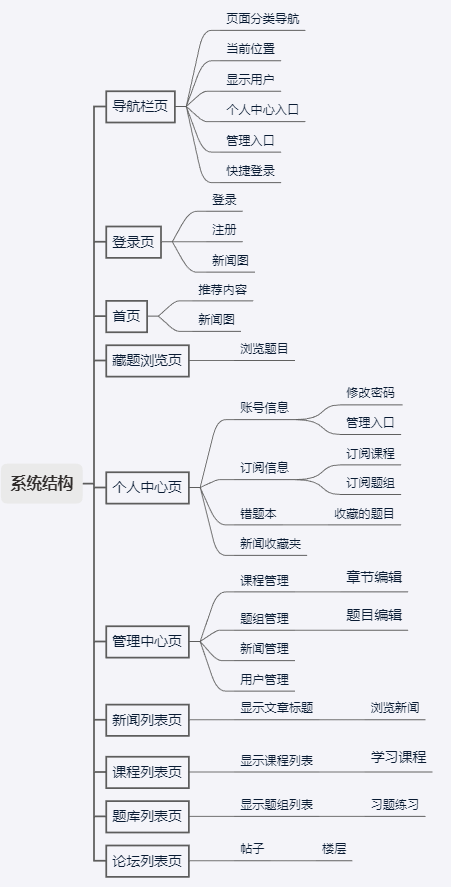 系统结构
导航栏页
页面分类导航
当前位置
显示用户
个人中心入口
管理入口
快捷登录
登录页
登录
注册
新闻图
首页
推荐内容
新闻图
藏题浏览页
浏览题目
个人中心页
账号信息
修改密码
管理入口
订阅信息
订阅课程
订阅题组
错题本
收藏的题目
新闻收藏夹
管理中心页
课程管理
章节编辑
题组管理
题目编辑
新闻管理
用户管理
新闻列表页
显示文章标题
浏览新闻
课程列表页
显示课程列表
学习课程
题库列表页
显示题组列表
习题练习
论坛列表页
帖子
楼层